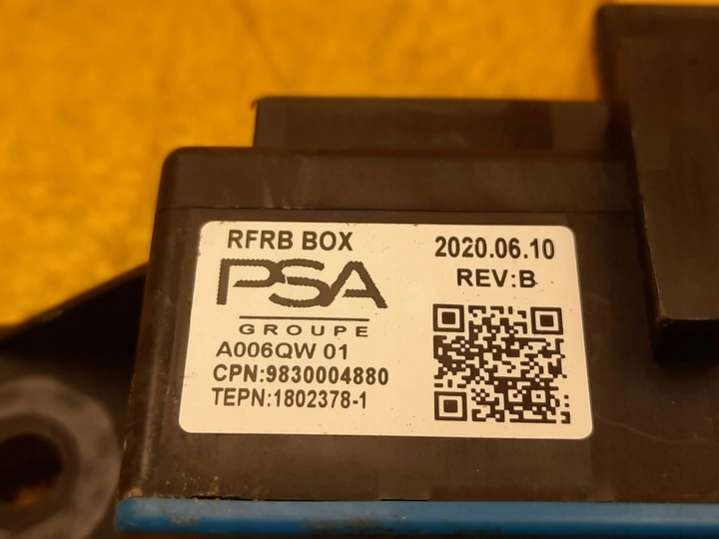 RFRB BOX
PSA
GROUPE
A006QW 01
CPN:9830004880
TEPN:1802378-1
2020.06.10
REV:B